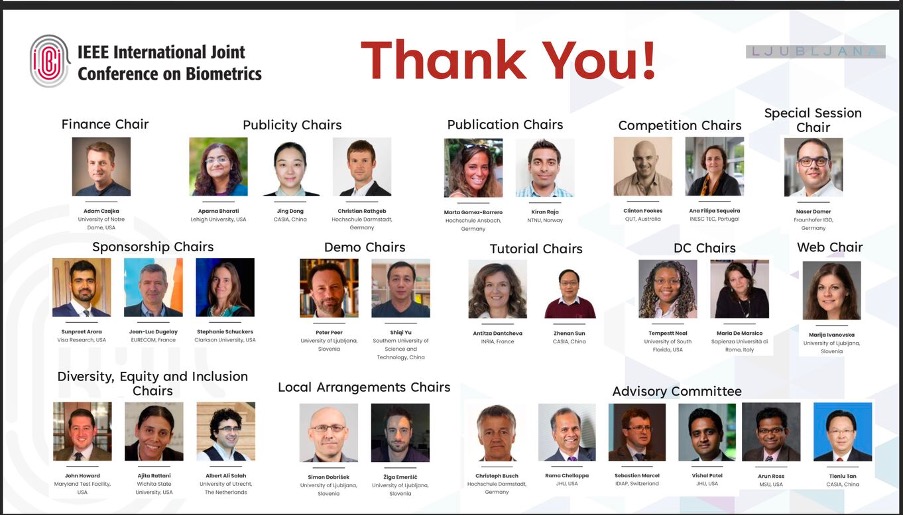 IEEE International Joint
Conference on Biometrics
Thank You!
LJUBLJANA
Finance Chair
Adam Czajka
University of Notre
Dame, USA
Publicity Chairs
Aparna Bharati
Lehigh University, USA
Jing Dong
CASIA, China
Christian Rathgeb
Hochschule Darmstadt,
Germany
Publication Chairs
Marta Gomez-Barrero
Hochschule Ansbach,
Germany
Kiran Raja
NTNU, Norway
Competition Chairs
Clinton Fookes
QUT, Australia
Ana Filipa Sequeira
INESC TEC, Portugal
Special Session
Chair
Naser Damer
Fraunhofer IGD,
Germany
Sponsorship Chairs
Sunpreet Arora
Visa Research, USA
Jean-Luc Dugelay
EURECOM, France
Stephanie Schuckers
Clarkson University, USA
Demo Chairs
Peter Peer
University of Ljubljana,
Slovenia
Shiqi Yu
Southern University of
Science and
Technology, China
Tutorial Chairs
Antitza Dantcheva
INRIA, France
Zhenan Sun
CASIA, China
DC Chairs
Tempestt Neal
University of South
Florida, USA
Maria De Marsico
Sapienza Università di
Roma, Italy
Web Chair
Marija Ivanovska
University of Ljubljana,
Slovenia
Diversity, Equity and Inclusion
Chairs
John Howard
Maryland Test Facility,
USA
Ajita Rattani
Wichita State
University, USA
Albert Ali Salah
University of Utrecht,
The Netherlands
Local Arrangements Chairs
Simon Dobrišek
University of Ljubljana,
Slovenia
Žiga Emeršič
University of Ljubljana,
Slovenia
Advisory Committee
Christoph Busch
Hochschule Darmstadt,
Germany
Rama Chellappa
JHU, USA
Sebastien Marcel
IDIAP, Switzerland
Vishal Patel
JHU, USA
Arun Ross
MSU, USA
Tieniu Tan
CASIA, China